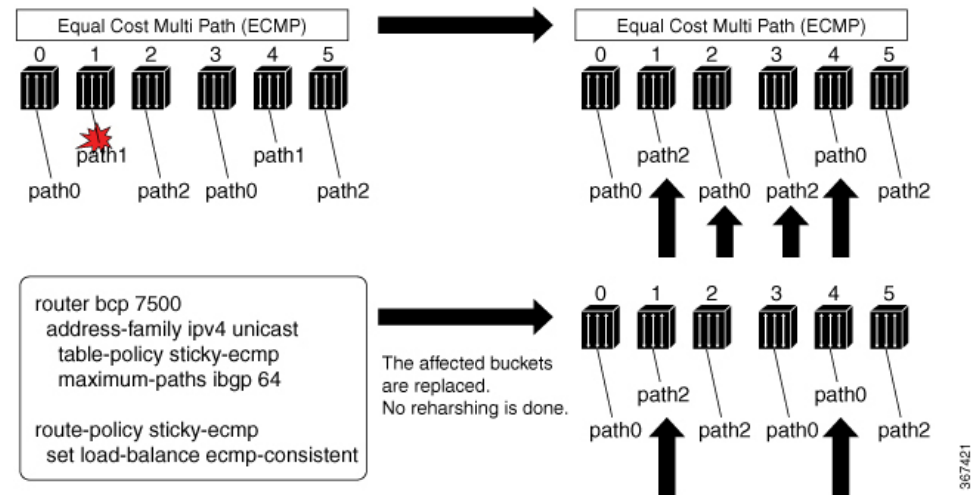 Equal Cost Multi Path (ECMP)
0 1 2 3 4 5
path1 path1
path0 path2 path0 path2
Equal Cost Multi Path (ECMP)
0 1 2 3 4 5
path2 path0
path0 path0 path2 path2
router bcp 7500
address-family ipv4 unicast
table-policy sticky-ecmp
maximum-paths ibgp 64
route-policy sticky-ecmp
set load-balance ecmp-consistent
The affected buckets
are replaced.
No reharshing is done.
0 1 2 3 4 5
path2 path0
path0 path2 path0 path2
367421